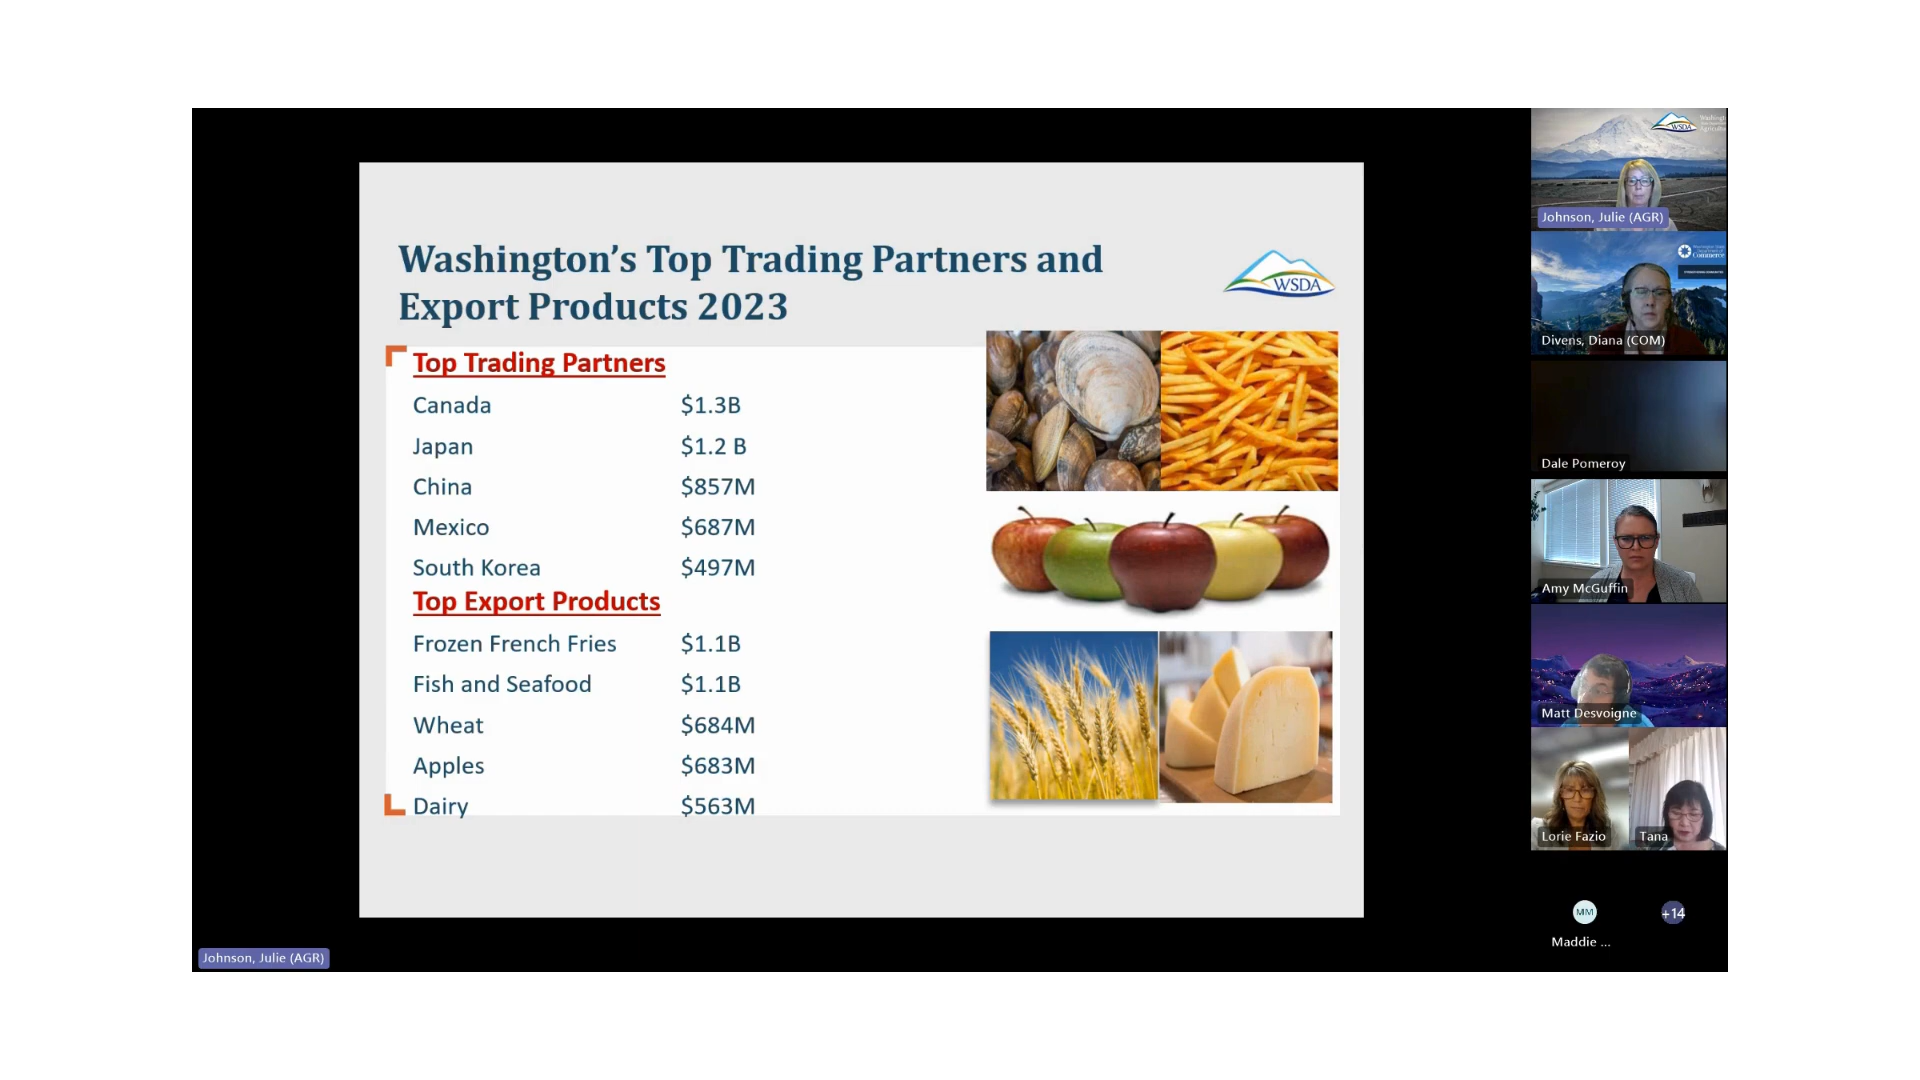 Washington’s Top Trading Partners and
Export Products 2023
WSDA
Top Trading Partners
Canada $1.3B
Japan $1.2 B
China $857M
Mexico $687M
South Korea $497M
Top Export Products
Frozen French Fries $1.1B
Fish and Seafood $1.1B
Wheat $684M
Apples $683M
Dairy $563M
Johnson, Julie (AGR)
WSDA
Johnson, Julie (AGR)
Commerce
Divens, Diana (COM)
Dale Pomeroy
Amy McGuffin
Matt Desvoigne
Lorie Fazio
Tana
MM
+14
Maddie ...